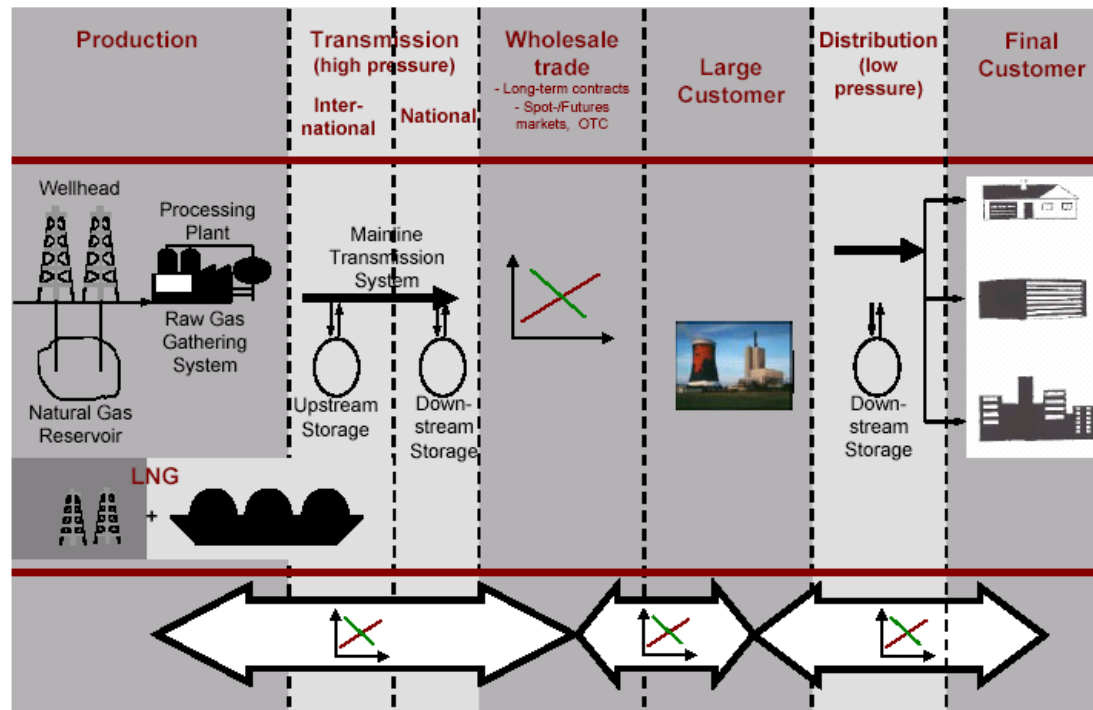 Production
Transmission
(high pressure)
Inter-
national
National
Wholesale
trade
- Long-term contracts
- Spot-/Futures
markets, OTC
Large
Customer
Distribution
(low
pressure)
Final
Customer
Wellhead
Processing
Plant
Raw Gas
Gathering
System
Natural Gas
Reservoir
Mainline
Transmission
System
Upstream
Storage
Down-
stream
Storage
Down-
stream
Storage
LNG
+